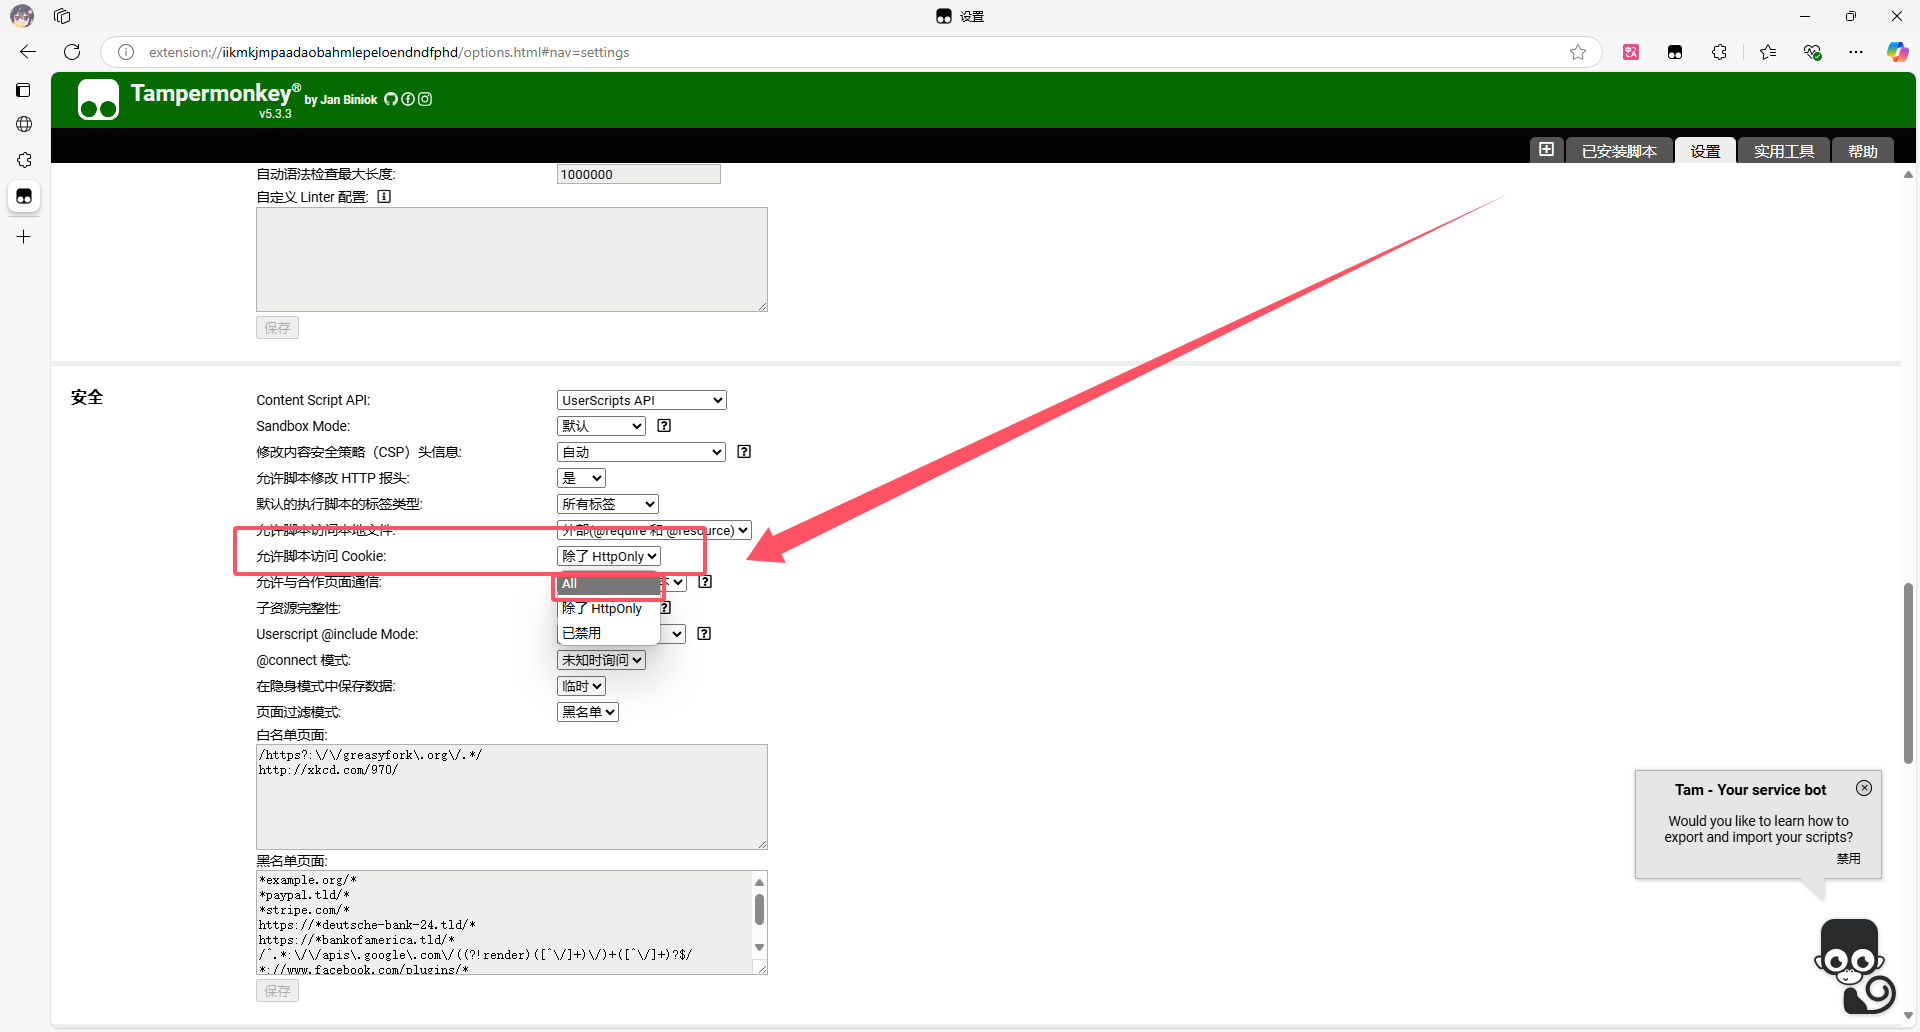 设置
extension://iikmkjmpaadaobahmlepeloendndfphd/options.html#nav=settings
Tampermonkey® by Jan Biniok
v5.3.3
已安装脚本
设置
实用工具
帮助
自动语法检查最大长度: 1000000
自定义 Linter 配置:
保存
安全
Content Script API: UserScripts API
Sandbox Mode: 默认
修改内容安全策略（CSP）头信息: 自动
允许脚本修改 HTTP 报头: 是
默认的执行脚本的标签类型: 所有标签
允许脚本访问本地文件: 外部(@require 和 @resource)
允许脚本访问 Cookie: 除了 HttpOnly
允许与合作页面通信:
All
子资源完整性:
除了 HttpOnly
Userscript @include Mode:
已禁用
@connect 模式: 未知时询问
在隐身模式中保存数据: 临时
页面过滤模式: 黑名单
白名单页面:
/https?:\/\/greasyfork\.org\/.*/
http://xkcd.com/970/
黑名单页面:
*example.org/*
*paypal.tld/*
*stripe.com/*
https://*deutsche-bank-24.tld/*
https://*bankofamerica.tld/*
/^.*:\/\/apis\.google\.com\/((?!render)([^\/]+)\/)+([^\/]+)?$/
*://www.facebook.com/plugins/*
保存
Tam - Your service bot
Would you like to learn how to
export and import your scripts?
禁用